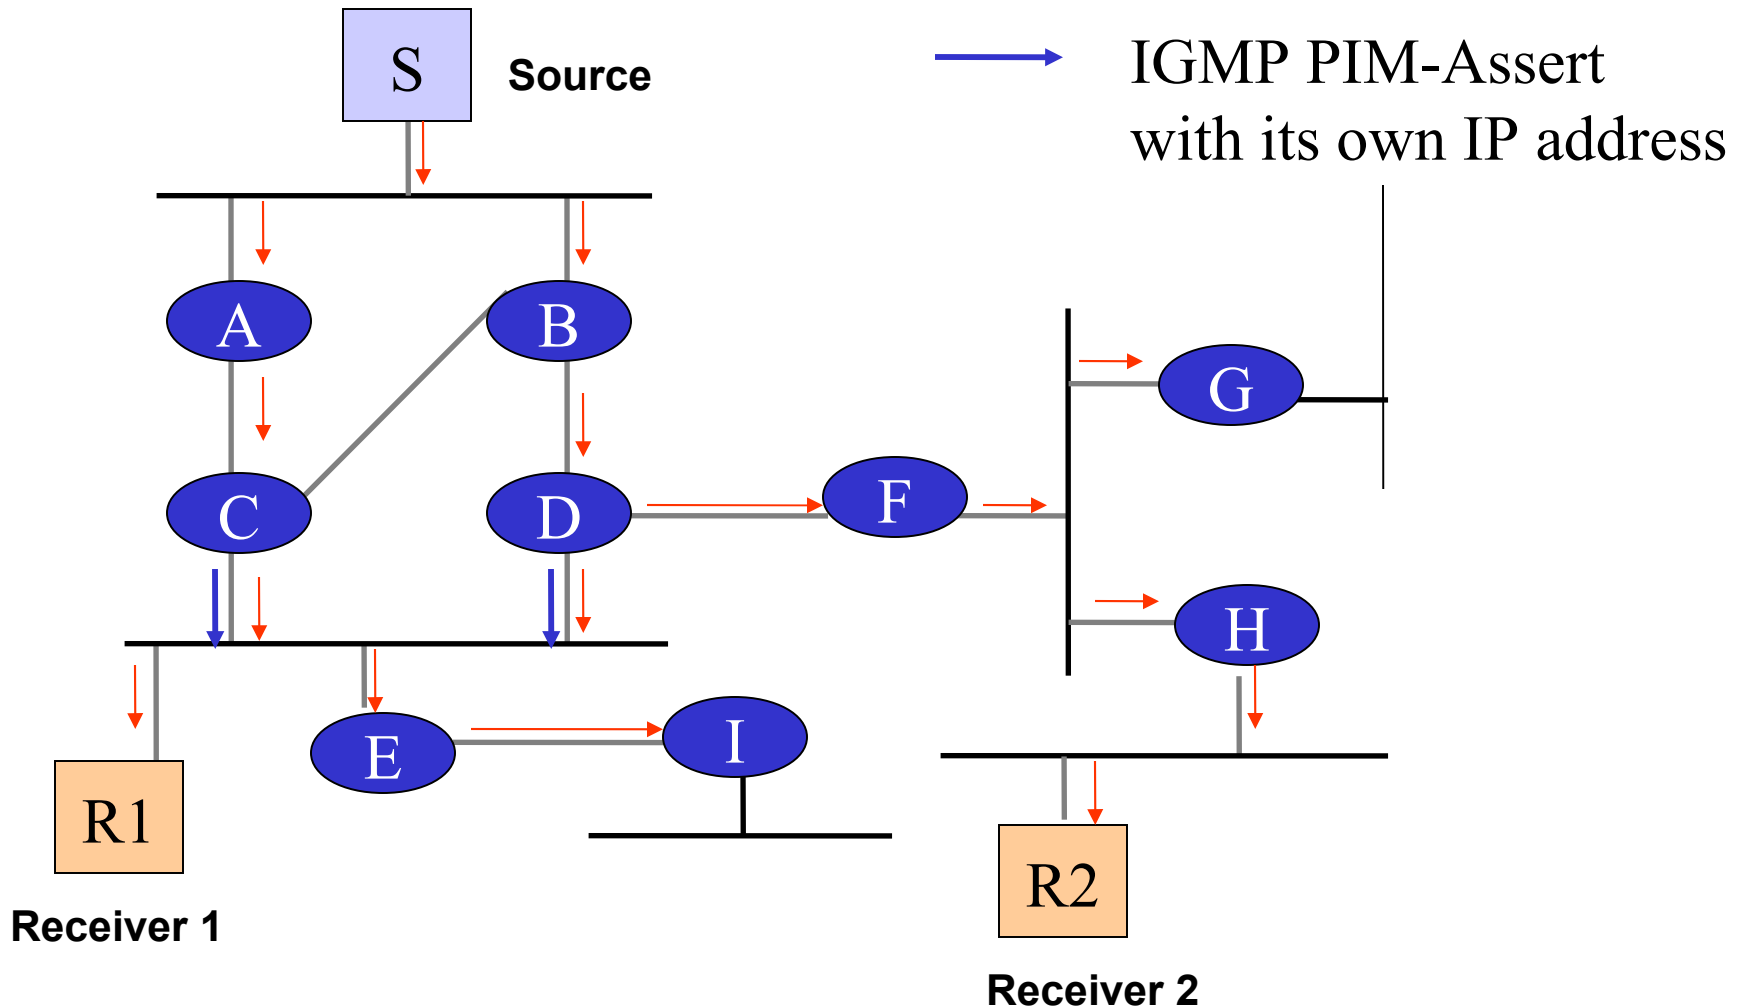 S
Source
IGMP PIM-Assert
with its own IP address
A
B
G
C
D
F
H
E
I
R1
R2
Receiver 1
Receiver 2